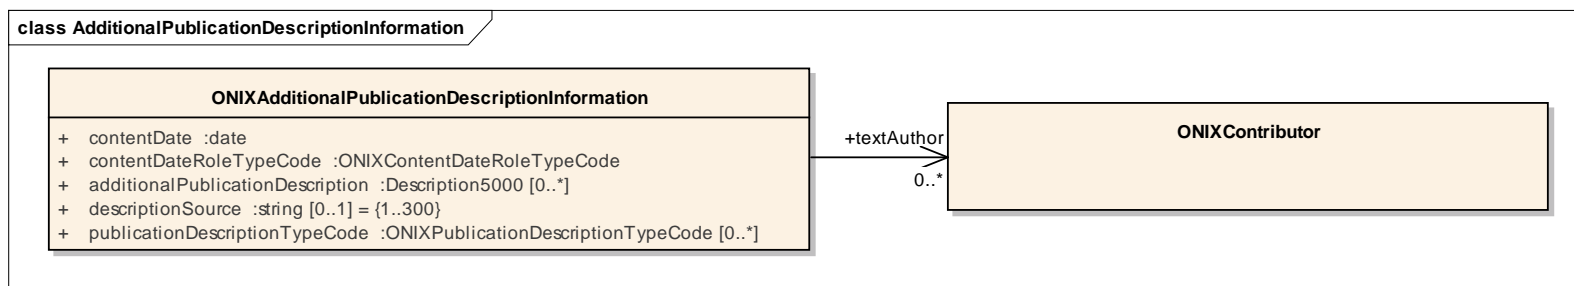 class AdditionalPublicationDescriptionInformation
ONIXAdditionalPublicationDescriptionInformation
+ contentDate :date
+ contentDateRoleTypeCode :ONIXContentDateRoleTypeCode
+ additionalPublicationDescription :Description5000 [0..*]
+ descriptionSource :string [0..1] = {1..300}
+ publicationDescriptionTypeCode :ONIXPublicationDescriptionTypeCode [0..*]
+textAuthor
0..*
ONIXContributor